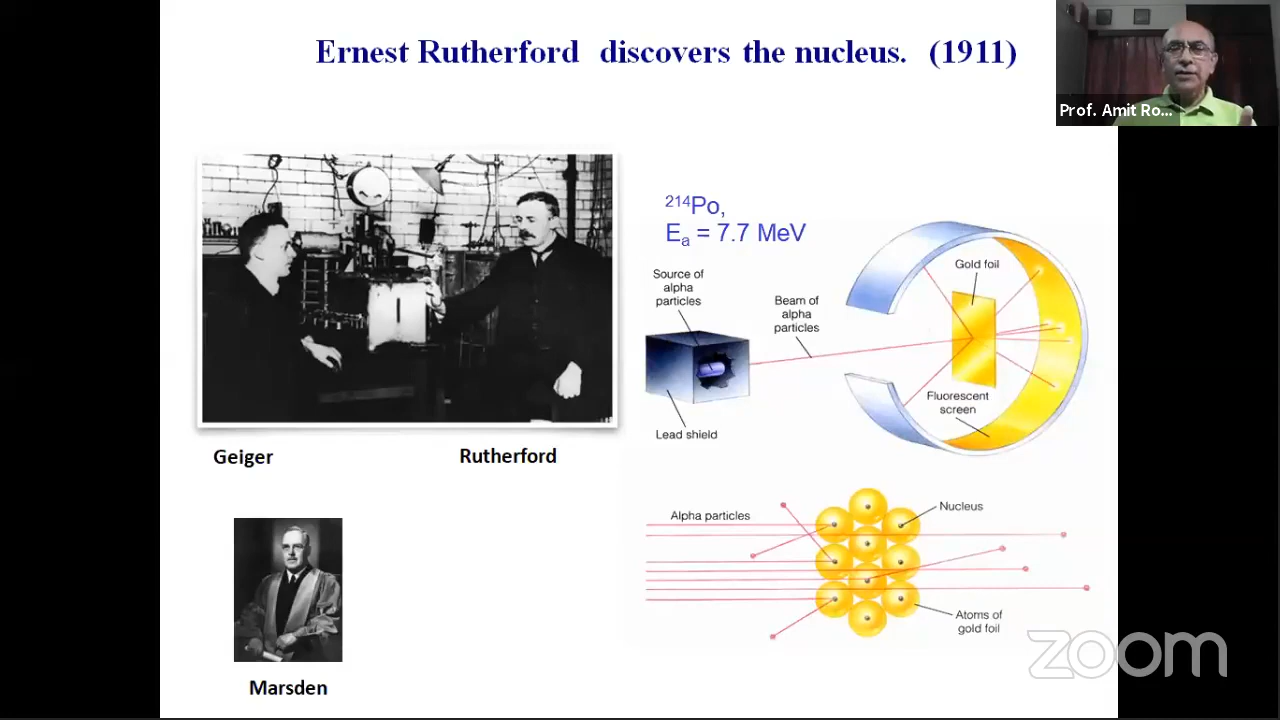 Ernest Rutherford discovers the nucleus. (1911)
Prof. Amit Ro...
²¹⁴Po,
Eₐ = 7.7 MeV
Source of
alpha
particles
Beam of
alpha
particles
Gold foil
Fluorescent
screen
Lead shield
Geiger
Rutherford
Alpha particles
Nucleus
Atoms of
gold foil
Marsden
zoom